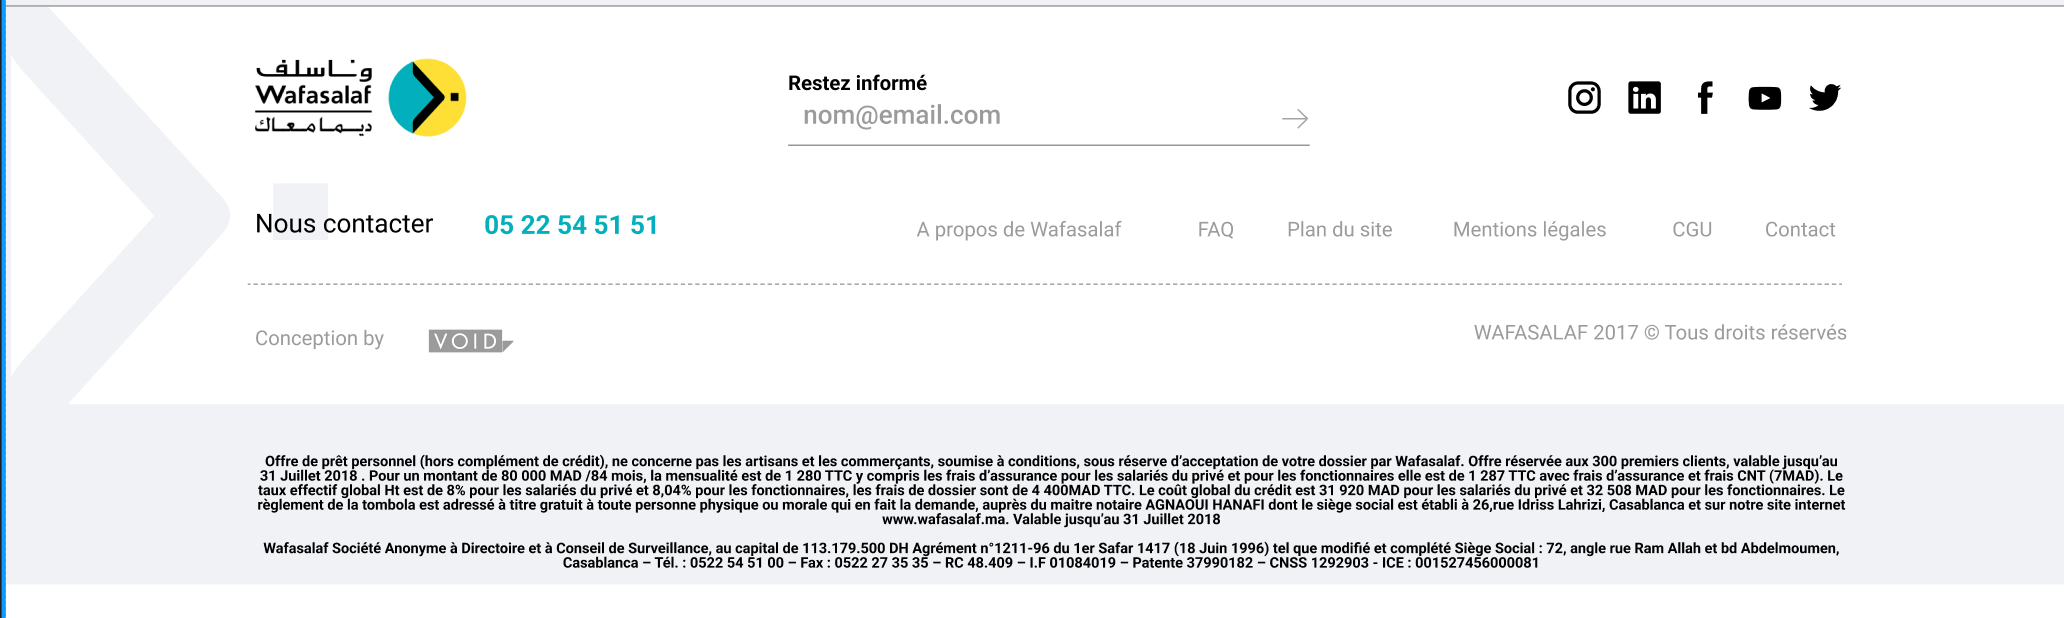 وفاسلف
Wafasalaf
ديما معاك
Restez informé
nom@email.com
Nous contacter 05 22 54 51 51
A propos de Wafasalaf FAQ Plan du site Mentions légales CGU Contact
Conception by VOID
WAFASALAF 2017 © Tous droits réservés
Offre de prêt personnel (hors complément de crédit), ne concerne pas les artisans et les commerçants, soumise à conditions, sous réserve d’acceptation de votre dossier par Wafasalaf. Offre réservée aux 300 premiers clients, valable jusqu’au
31 Juillet 2018 . Pour un montant de 80 000 MAD /84 mois, la mensualité est de 1 280 TTC y compris les frais d’assurance pour les salariés du privé et pour les fonctionnaires elle est de 1 287 TTC avec frais d’assurance et frais CNT (7MAD). Le
taux effectif global Ht est de 8% pour les salariés du privé et 8,04% pour les fonctionnaires, les frais de dossier sont de 4 400MAD TTC. Le coût global du crédit est 31 920 MAD pour les salariés du privé et 32 508 MAD pour les fonctionnaires. Le
règlement de la tombola est adressé à titre gratuit à toute personne physique ou morale qui en fait la demande, auprès du maitre notaire AGNAOUI HANAFI dont le siège social est établi à 26,rue Idriss Lahrizi, Casablanca et sur notre site internet
www.wafasalaf.ma. Valable jusqu’au 31 Juillet 2018
Wafasalaf Société Anonyme à Directoire et à Conseil de Surveillance, au capital de 113.179.500 DH Agrément n°1211-96 du 1er Safar 1417 (18 Juin 1996) tel que modifié et complété Siège Social : 72, angle rue Ram Allah et bd Abdelmoumen,
Casablanca – Tél. : 0522 54 51 00 – Fax : 0522 27 35 35 – RC 48.409 – I.F 01084019 – Patente 37990182 – CNSS 1292903 - ICE : 001527456000081